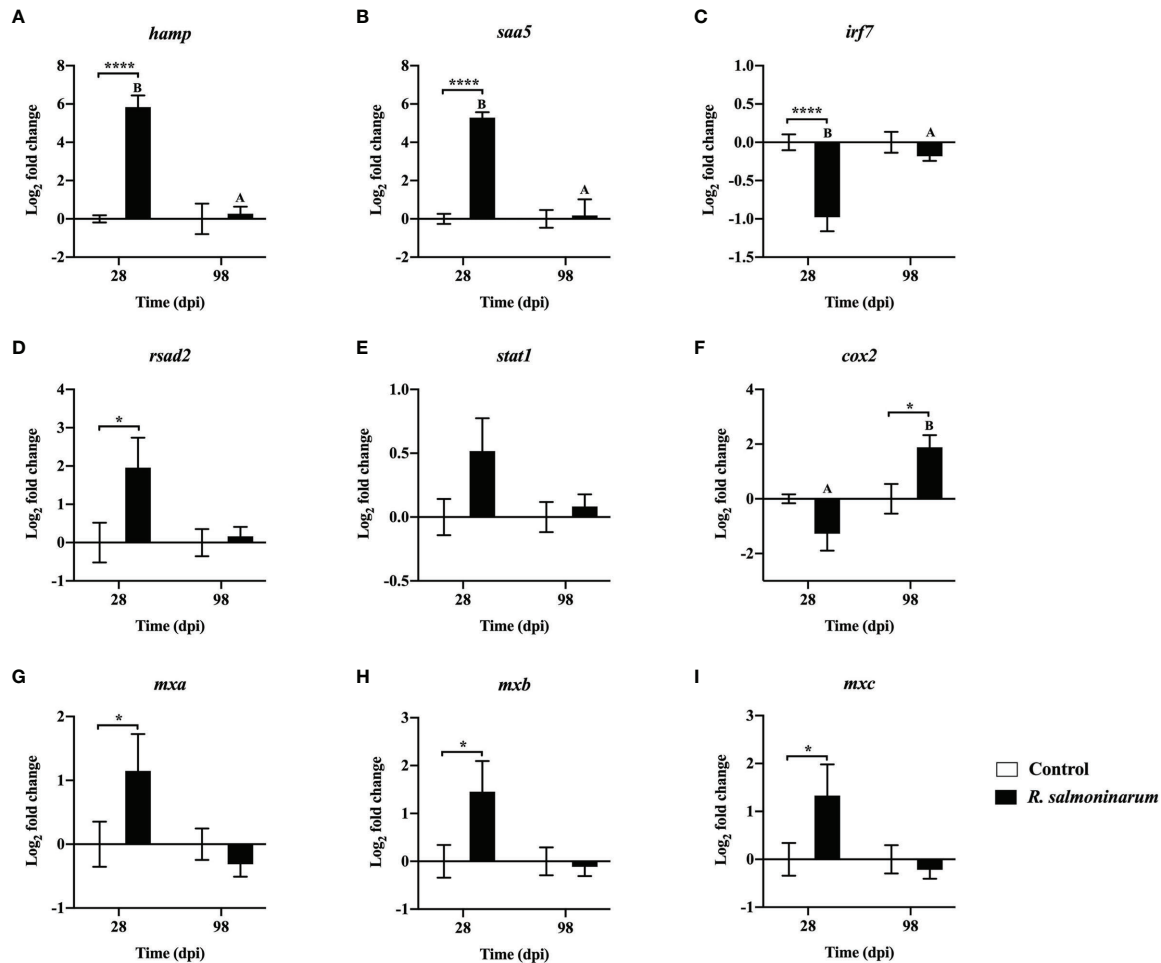 A
hamp
Log2 fold change
8
6
4
2
0
-2
****
B
A
28
98
Time (dpi)
B
saa5
Log2 fold change
8
6
4
2
0
-2
****
B
A
28
98
Time (dpi)
C
irf7
Log2 fold change
1.0
0.5
0.0
-0.5
-1.0
-1.5
****
B
A
28
98
Time (dpi)
D
rsad2
Log2 fold change
4
3
2
1
0
-1
*
28
98
Time (dpi)
E
stat1
Log2 fold change
1.0
0.5
0.0
-0.5
28
98
Time (dpi)
F
cox2
Log2 fold change
4
2
0
-2
A
*
B
28
98
Time (dpi)
G
mxa
Log2 fold change
2
1
0
-1
*
28
98
Time (dpi)
H
mxb
Log2 fold change
3
2
1
0
-1
*
28
98
Time (dpi)
I
mxc
Log2 fold change
3
2
1
0
-1
*
28
98
Time (dpi)
Control
R. salmoninarum